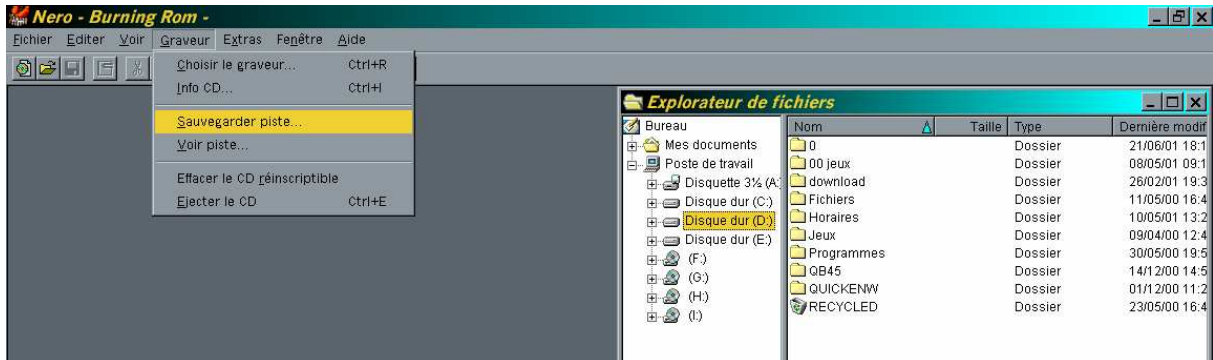 Nero - Burning Rom -
Fichier Editer Voir Graveur Extras Fenêtre Aide
Choisir le graveur... Ctrl+R
Info CD... Ctrl+I
Sauvegarder piste...
Voir piste...
Effacer le CD réinscriptible
Ejecter le CD Ctrl+E
Explorateur de fichiers
Bureau
Mes documents
Poste de travail
Disquette 3½ (A:
Disque dur (C:)
Disque dur (D:)
Disque dur (E:)
(F:)
(G:)
(H:)
(I:)
Nom Taille Type Dernière modif
0 Dossier 21/06/01 18:1
00 jeux Dossier 08/05/01 09:1
download Dossier 26/02/01 19:3
Fichiers Dossier 11/05/00 16:4
Horaires Dossier 10/05/01 13:2
Jeux Dossier 09/04/00 12:4
Programmes Dossier 30/05/00 19:5
QB45 Dossier 14/12/00 14:5
QUICKENW Dossier 01/12/00 11:2
RECYCLED Dossier 23/05/00 16:4